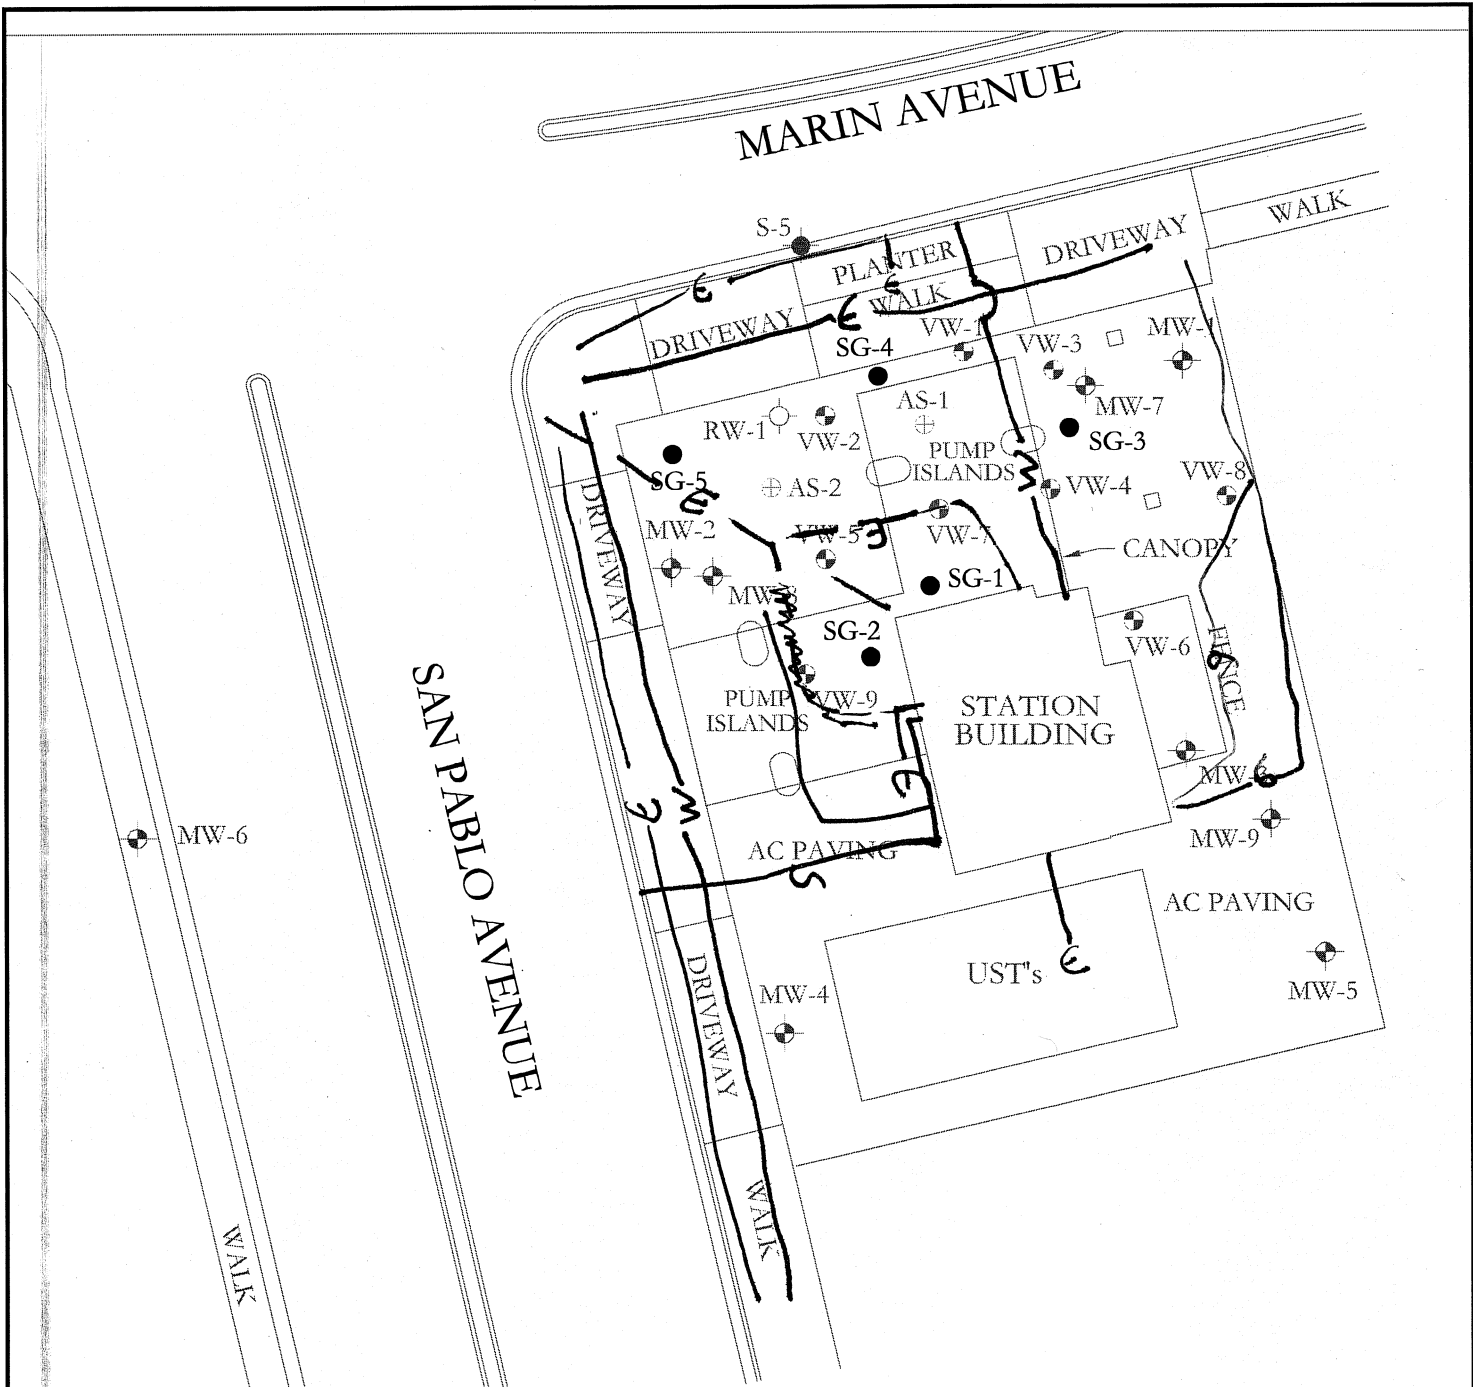 MARIN AVENUE
S-5
PLANTER
DRIVEWAY
WALK
E
E
WALK
DRIVEWAY
E
VW-1
SG-4
VW-3
MW-1
AS-1
MW-7
RW-1
VW-2
SG-3
PUMP
ISLANDS
SG-5
AS-2
VW-4
VW-8
E
DRIVEWAY
MW-2
VW-5
E
VW-7
CANOPY
SG-1
SG-2
VW-6
FENCE
G
SAN PABLO AVENUE
PUMP
ISLANDS
VW-9
STATION
BUILDING
E
G
E
MW-6
MW-9
AC PAVING
S
AC PAVING
UST's
E
MW-4
MW-5
DRIVEWAY
WALK
WALK